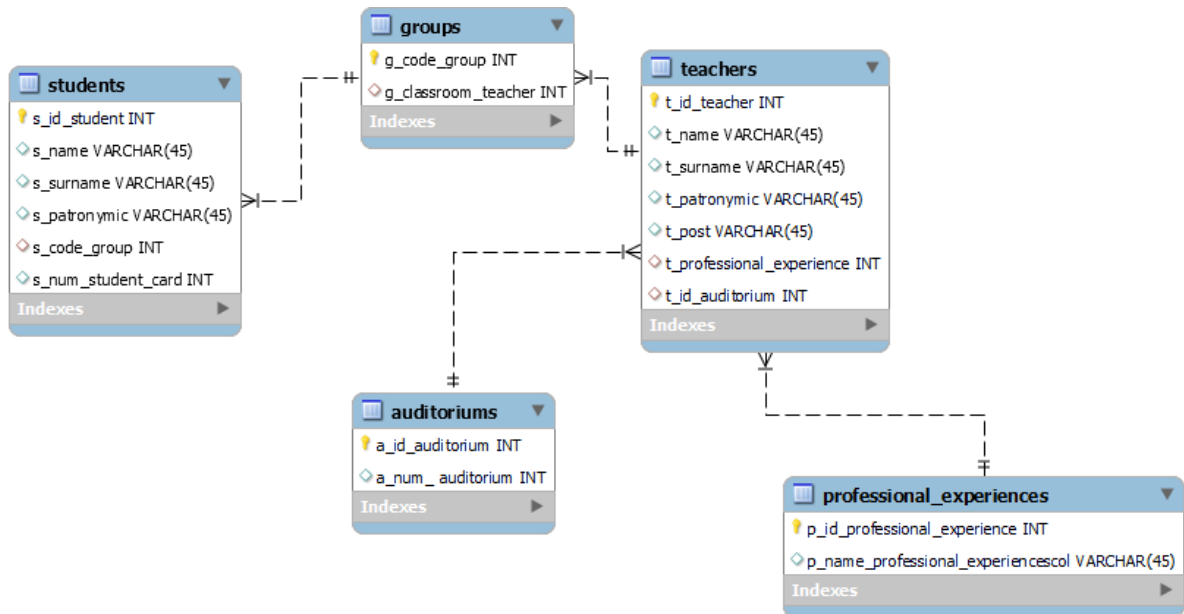 students
s_id_student INT
s_name VARCHAR(45)
s_surname VARCHAR(45)
s_patronymic VARCHAR(45)
s_code_group INT
s_num_student_card INT
Indexes
groups
g_code_group INT
g_classroom_teacher INT
Indexes
teachers
t_id_teacher INT
t_name VARCHAR(45)
t_surname VARCHAR(45)
t_patronymic VARCHAR(45)
t_post VARCHAR(45)
t_professional_experience INT
t_id_auditorium INT
Indexes
auditoriums
a_id_auditorium INT
a_num_ auditorium INT
Indexes
professional_experiences
p_id_professional_experience INT
p_name_professional_experiencescol VARCHAR(45)
Indexes